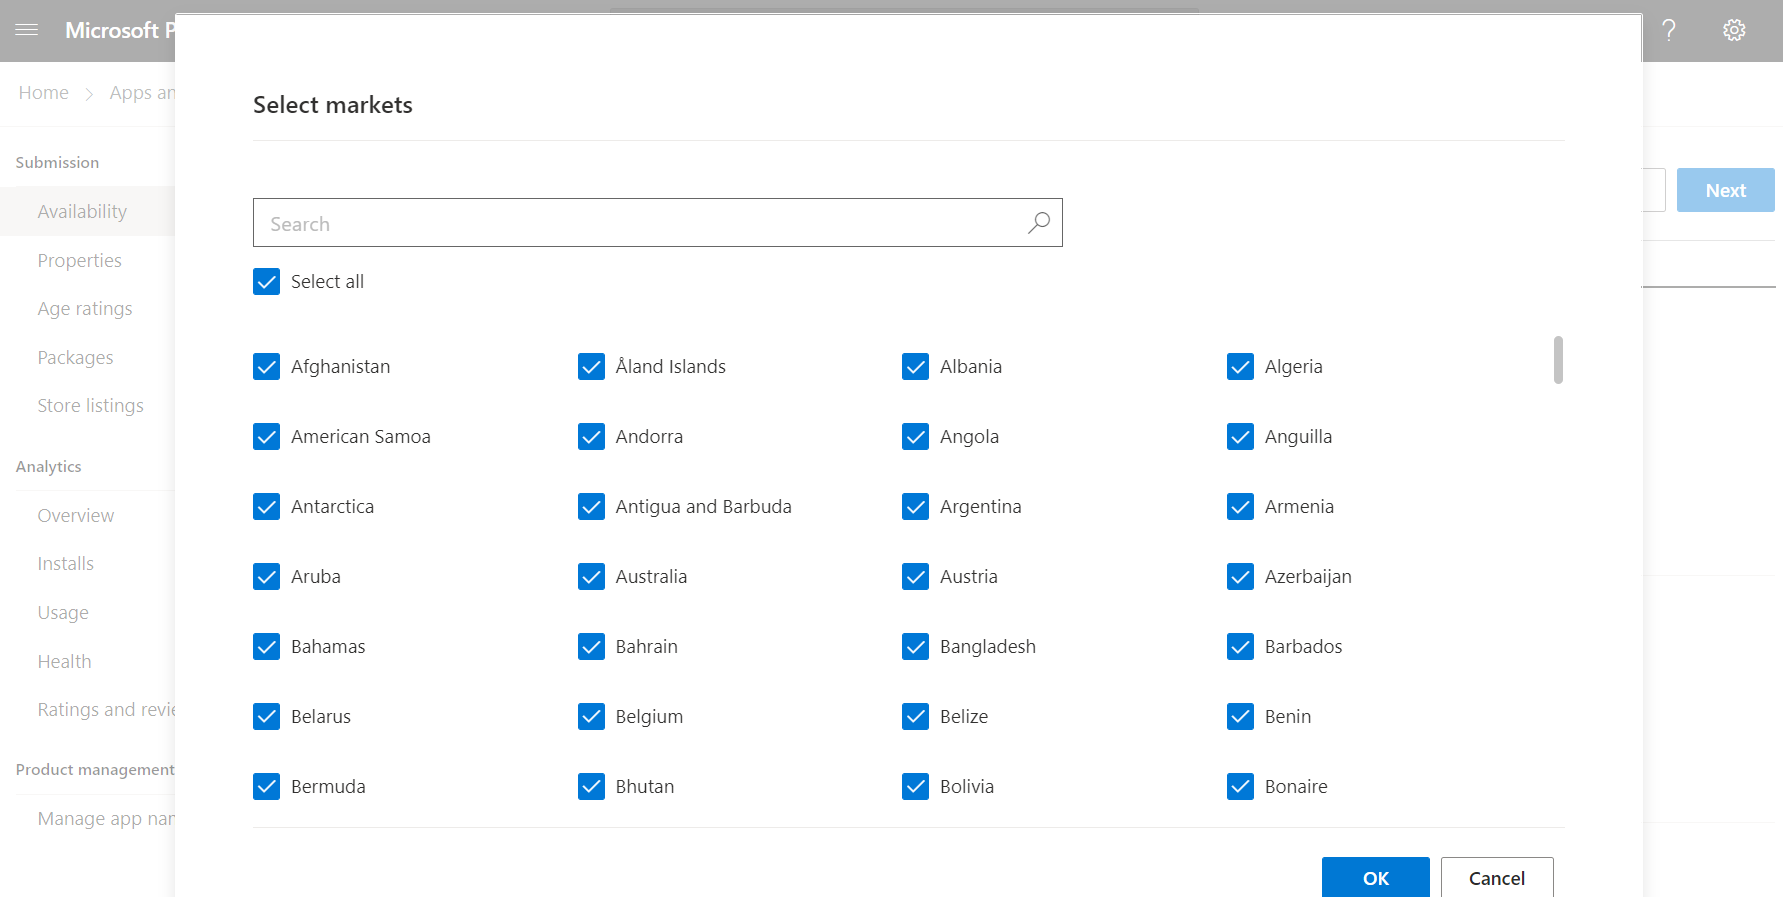 Microsoft P
Home
Apps an
Submission
Availability
Properties
Age ratings
Packages
Store listings
Analytics
Overview
Installs
Usage
Health
Ratings and revie
Product management
Manage app nam
Select markets
Search
Select all
Afghanistan Åland Islands Albania Algeria
American Samoa Andorra Angola Anguilla
Antarctica Antigua and Barbuda Argentina Armenia
Aruba Australia Austria Azerbaijan
Bahamas Bahrain Bangladesh Barbados
Belarus Belgium Belize Benin
Bermuda Bhutan Bolivia Bonaire
OK Cancel
?
Next